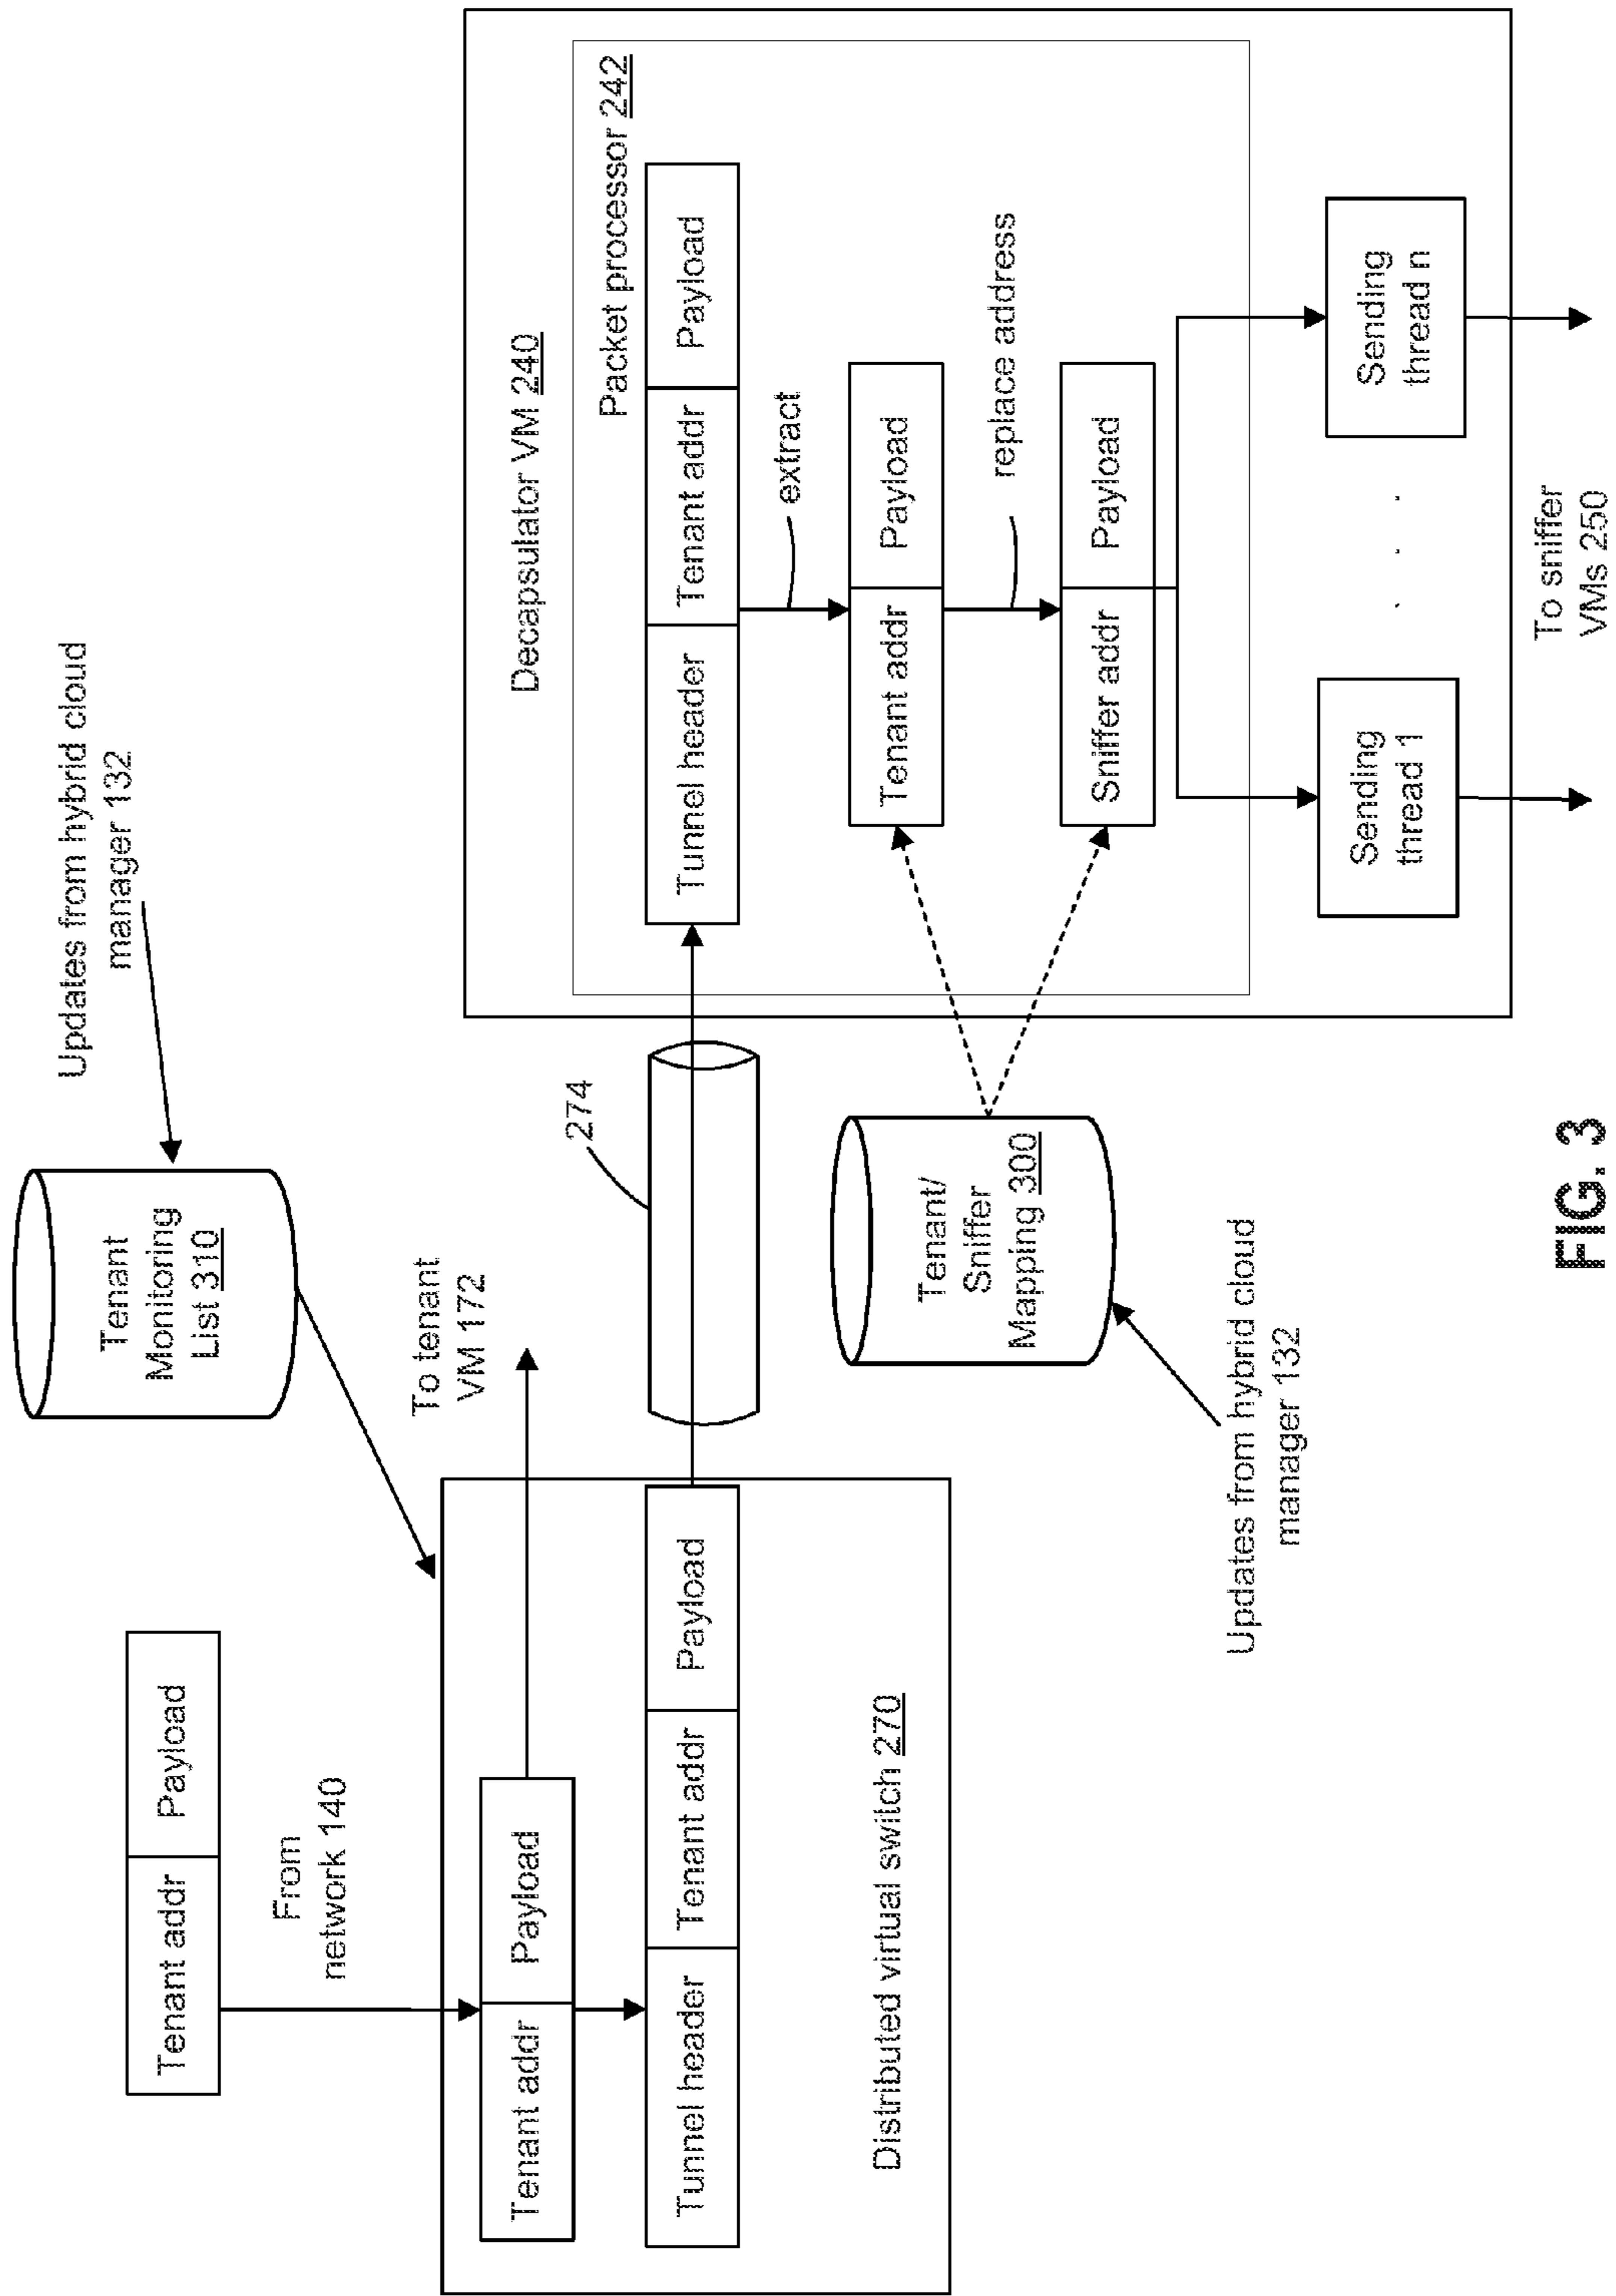 Tenant addr
Payload
From
network 140
Tenant
Monitoring
List 310
Updates from hybrid cloud
manager 132
To tenant
VM 172
Tenant addr
Payload
Tunnel header
Tenant addr
Payload
Distributed virtual switch 270
274
Tenant/
Sniffer
Mapping 300
Updates from hybrid cloud
manager 132
Decapsulator VM 240
Packet processor 242
Tunnel header
Tenant addr
Payload
extract
Tenant addr
Payload
replace address
Sniffer addr
Payload
Sending
thread 1
. . .
Sending
thread n
To sniffer
VMs 250
FIG. 3